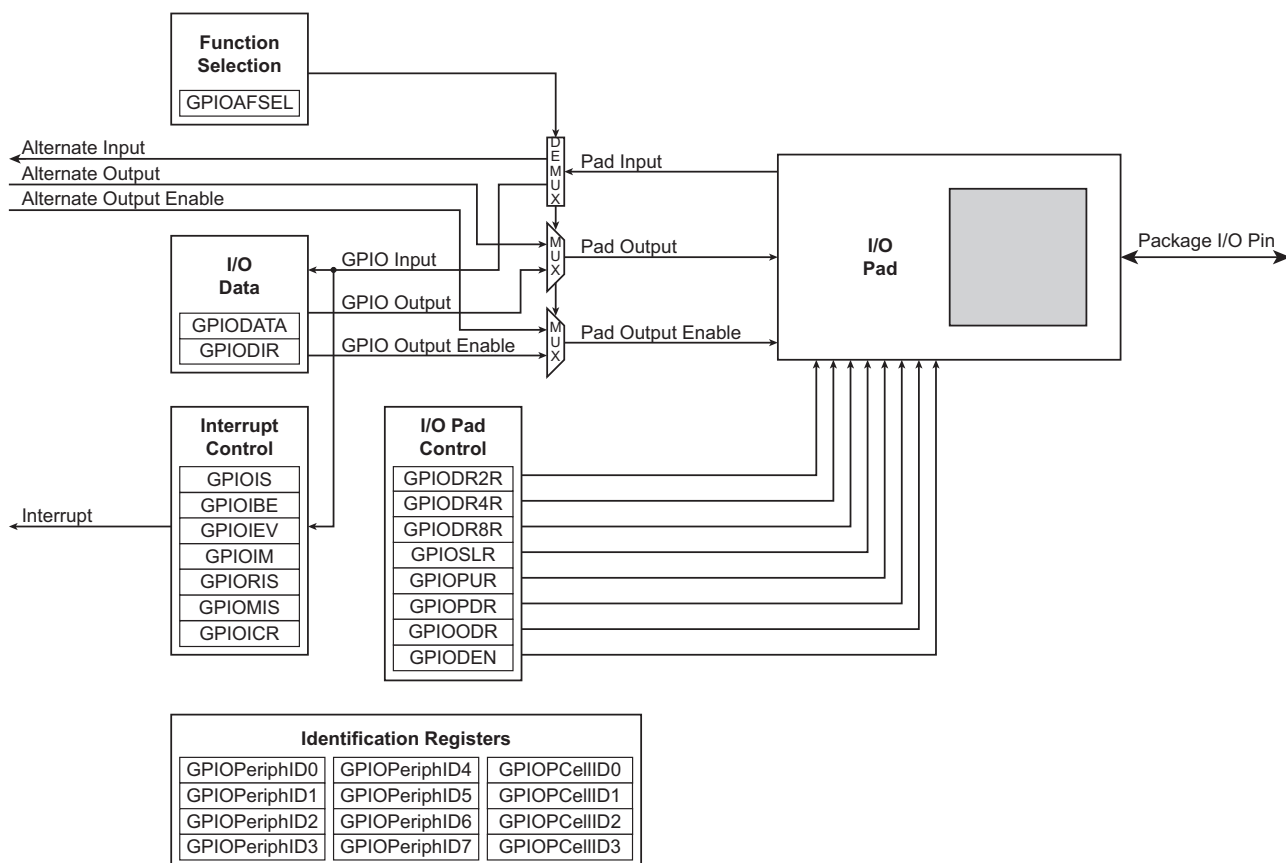 Function
Selection
GPIOAFSEL
Alternate Input
Alternate Output
Alternate Output Enable
DEMUX
Pad Input
MUX
Pad Output
MUX
Pad Output Enable
I/O
Pad
Package I/O Pin
I/O
Data
GPIODATA
GPIODIR
GPIO Input
GPIO Output
GPIO Output Enable
Interrupt
Control
GPIOIS
GPIOIBE
GPIOIEV
GPIOIM
GPIORIS
GPIOMIS
GPIOICR
Interrupt
I/O Pad
Control
GPIODR2R
GPIODR4R
GPIODR8R
GPIOSLR
GPIOPUR
GPIOPDR
GPIOODR
GPIODEN
Identification Registers
GPIOPeriphID0 GPIOPeriphID4 GPIOPCellID0
GPIOPeriphID1 GPIOPeriphID5 GPIOPCellID1
GPIOPeriphID2 GPIOPeriphID6 GPIOPCellID2
GPIOPeriphID3 GPIOPeriphID7 GPIOPCellID3